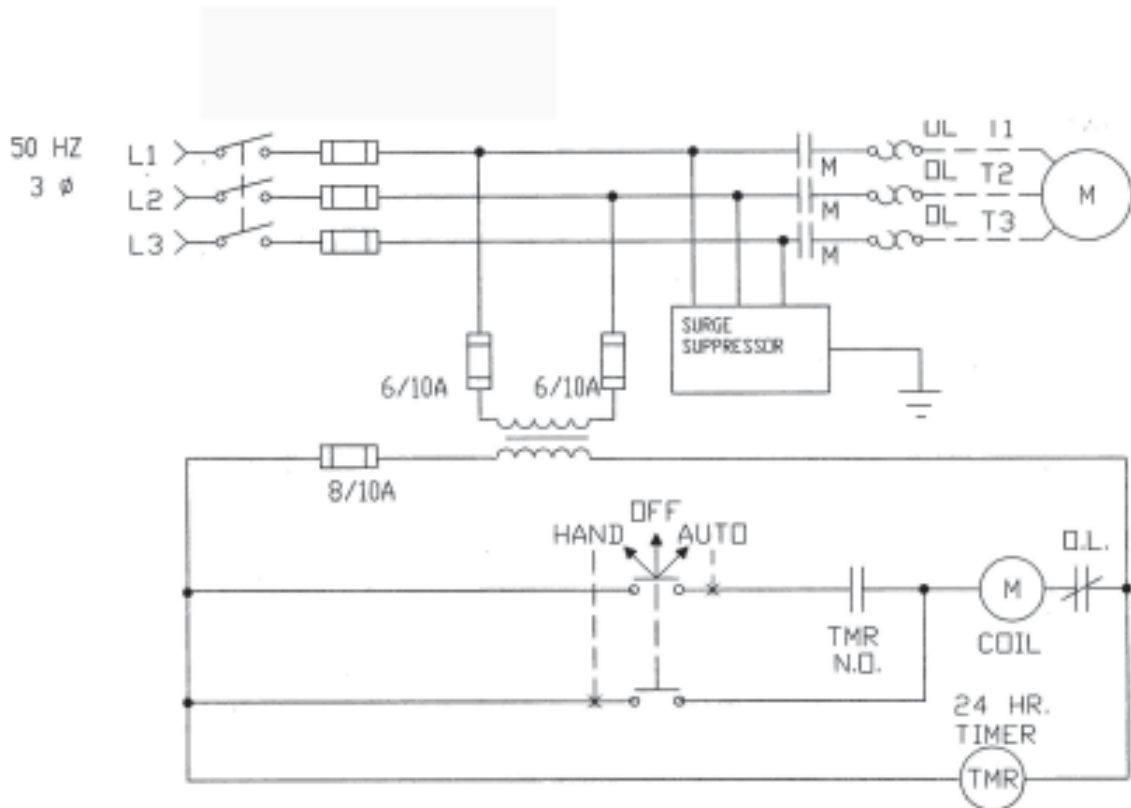 50 HZ
3 ø
L1
L2
L3
M
M
M
OL T1
OL T2
OL T3
M
SURGE
SUPPRESSOR
6/10A
6/10A
8/10A
HAND
OFF
AUTO
O.L.
M
COIL
TMR
N.O.
24 HR.
TIMER
TMR